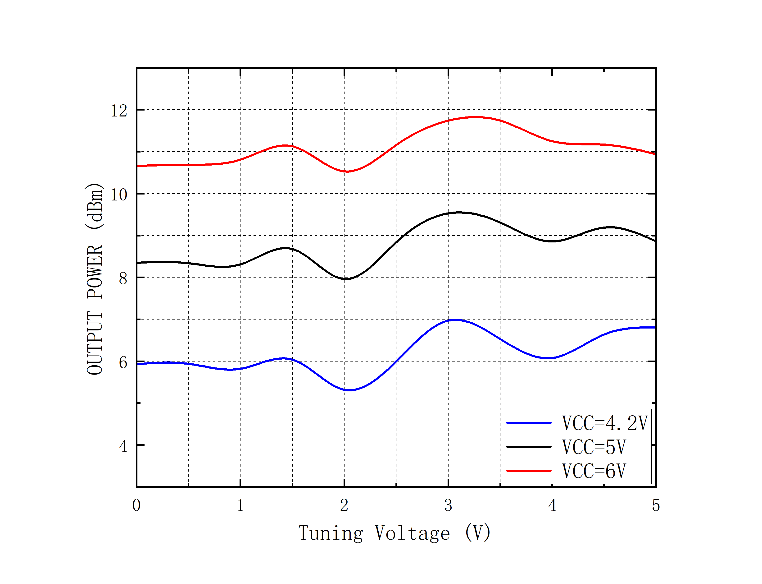 12
10
8
6
4
OUTPUT POWER (dBm)
VCC=4.2V
VCC=5V
VCC=6V
0 1 2 3 4 5
Tuning Voltage (V)